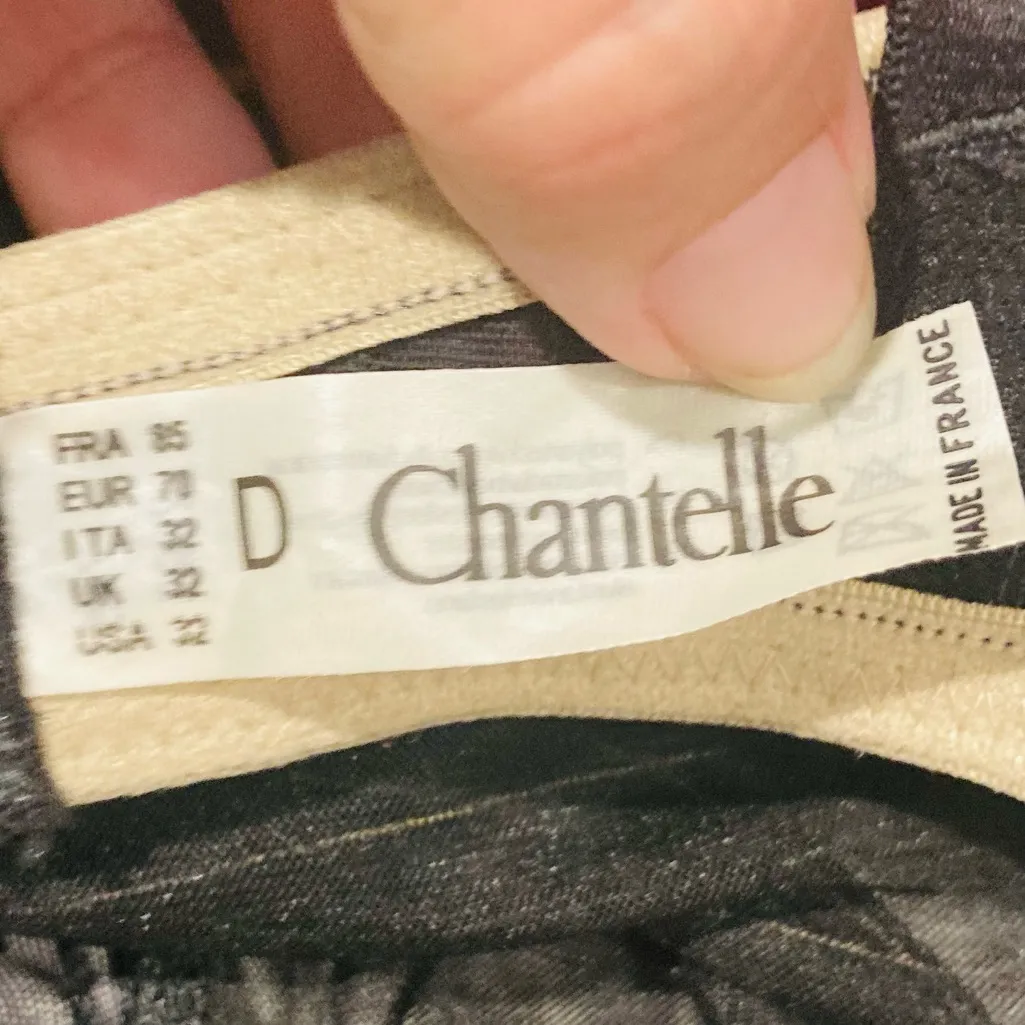 FRA 85
EUR 70
ITA 32
UK 32
USA 32
D
Chantelle
MADE IN FRANCE